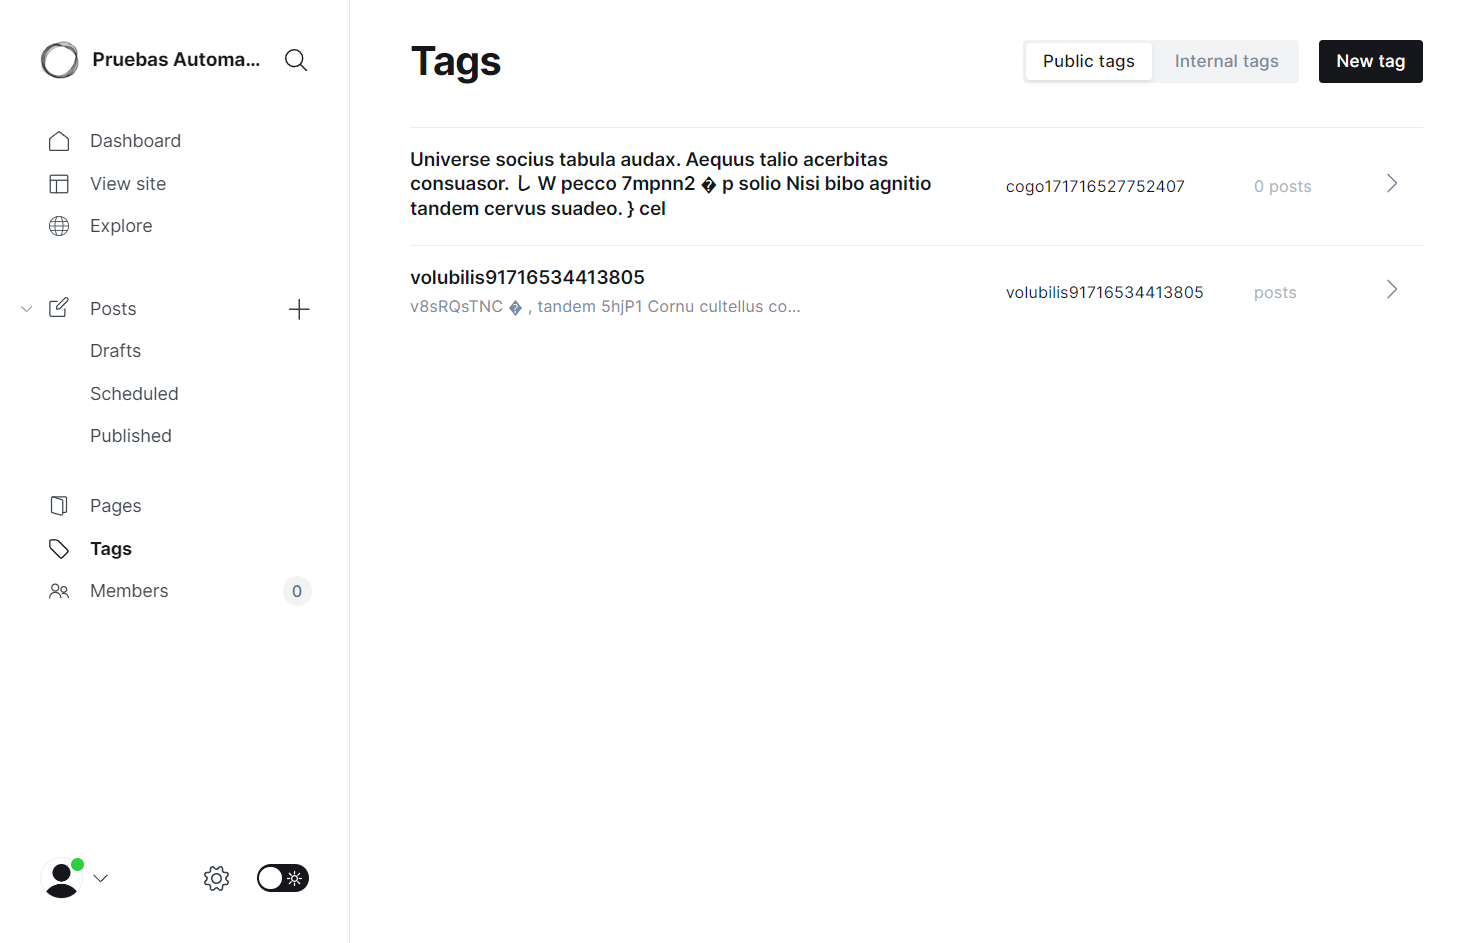 Pruebas Automa...
Dashboard
View site
Explore
Posts
Drafts
Scheduled
Published
Pages
Tags
Members
0
Tags
Public tags
Internal tags
New tag
Universe socius tabula audax. Aequus talio acerbitas
consuasor. し W pecco 7mpnn2 � p solio Nisi bibo agnitio
tandem cervus suadeo. } cel
cogo171716527752407
0 posts
volubilis91716534413805
v8sRQsTNC � , tandem 5hjP1 Cornu cultellus co...
volubilis91716534413805
posts